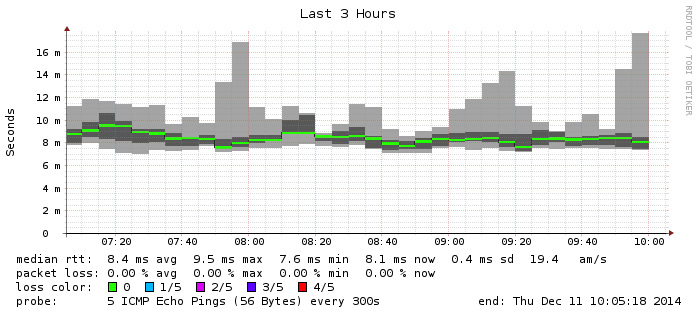 Last 3 Hours
RRDTOOL / TOBI OETIKER
Seconds
16 m
14 m
12 m
10 m
8 m
6 m
4 m
2 m
0
07:20 07:40 08:00 08:20 08:40 09:00 09:20 09:40 10:00
median rtt: 8.4 ms avg 9.5 ms max 7.6 ms min 8.1 ms now 0.4 ms sd 19.4 am/s
packet loss: 0.00 % avg 0.00 % max 0.00 % min 0.00 % now
loss color: 0 1/5 2/5 3/5 4/5
probe: 5 ICMP Echo Pings (56 Bytes) every 300s end: Thu Dec 11 10:05:18 2014